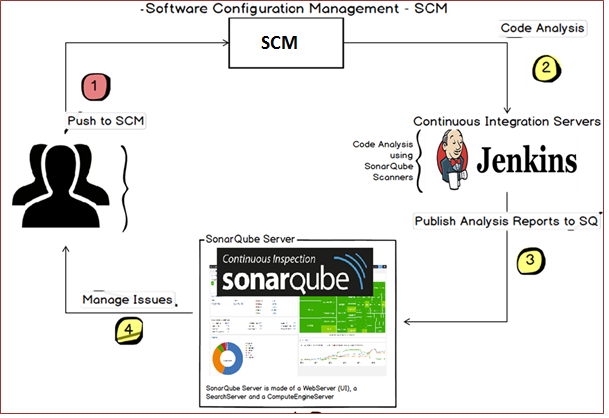 -Software Configuration Management - SCM
SCM
Code Analysis
1
2
Push to SCM
Continuous Integration Servers
Code Analysis
using
SonarQube
Scanners
Jenkins
Publish Analysis Reports to SQ
3
SonarQube Server
Continuous Inspection
sonarqube
Manage Issues
4
SonarQube Server is made of a WebServer (UI), a
SearchServer and a ComputeEngineServer